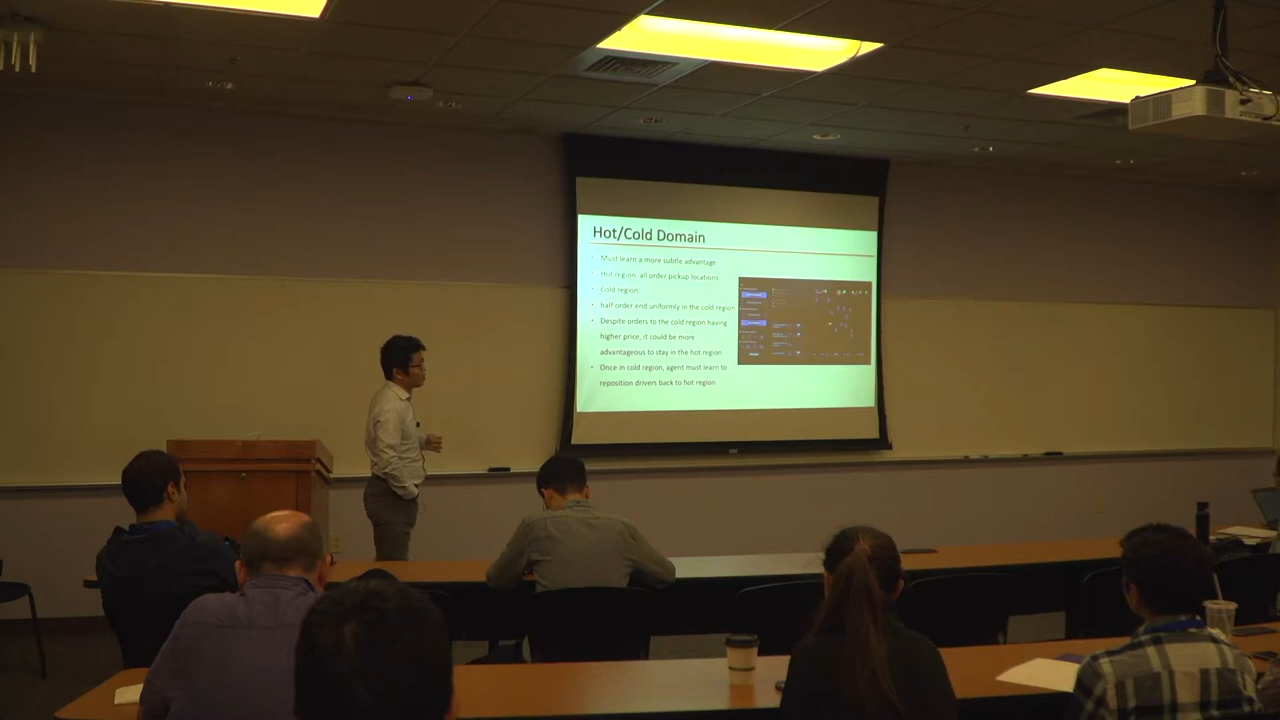 Hot/Cold Domain
• Must learn a more subtle advantage
• Hot region: all order pickup locations
• Cold region:
• half order end uniformly in the cold region
• Despite orders to the cold region having
higher price, it could be more
advantageous to stay in the hot region
• Once in cold region, agent must learn to
reposition drivers back to hot region.